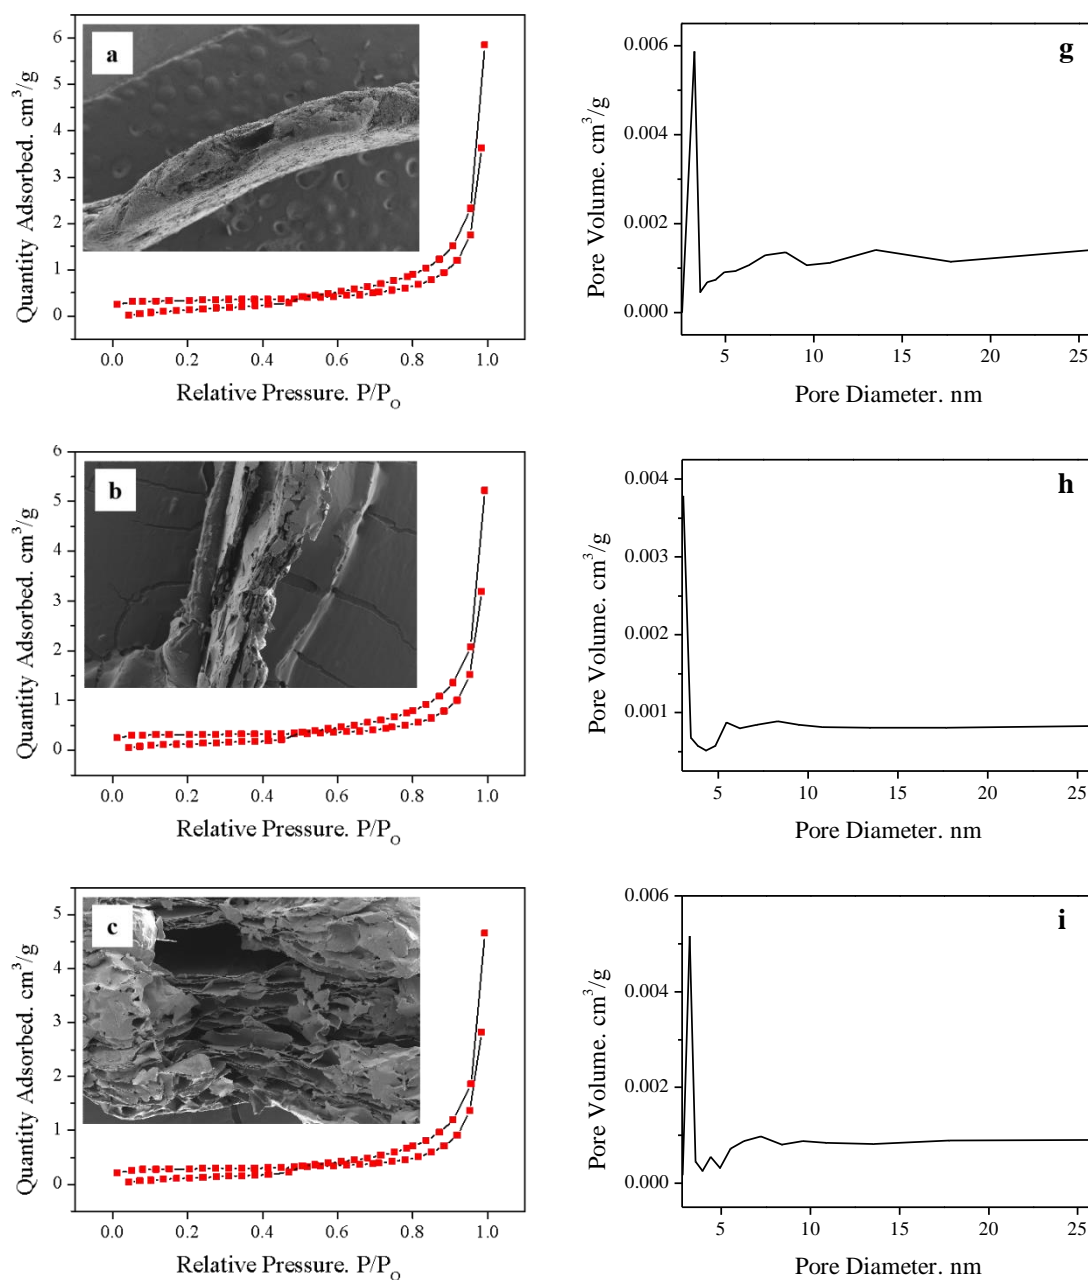 a
6
5
4
3
2
1
0
0.0 0.2 0.4 0.6 0.8 1.0
Quantity Adsorbed. cm³/g
Relative Pressure. P/P₀
g
0.006
0.004
0.002
0.000
5 10 15 20 25
Pore Volume. cm³/g
Pore Diameter. nm
b
6
5
4
3
2
1
0
0.0 0.2 0.4 0.6 0.8 1.0
Quantity Adsorbed. cm³/g
Relative Pressure. P/P₀
h
0.004
0.003
0.002
0.001
5 10 15 20 25
Pore Volume. cm³/g
Pore Diameter. nm
c
5
4
3
2
1
0
0.0 0.2 0.4 0.6 0.8 1.0
Quantity Adsorbed. cm³/g
Relative Pressure. P/P₀
i
0.006
0.004
0.002
0.000
5 10 15 20 25
Pore Volume. cm³/g
Pore Diameter. nm